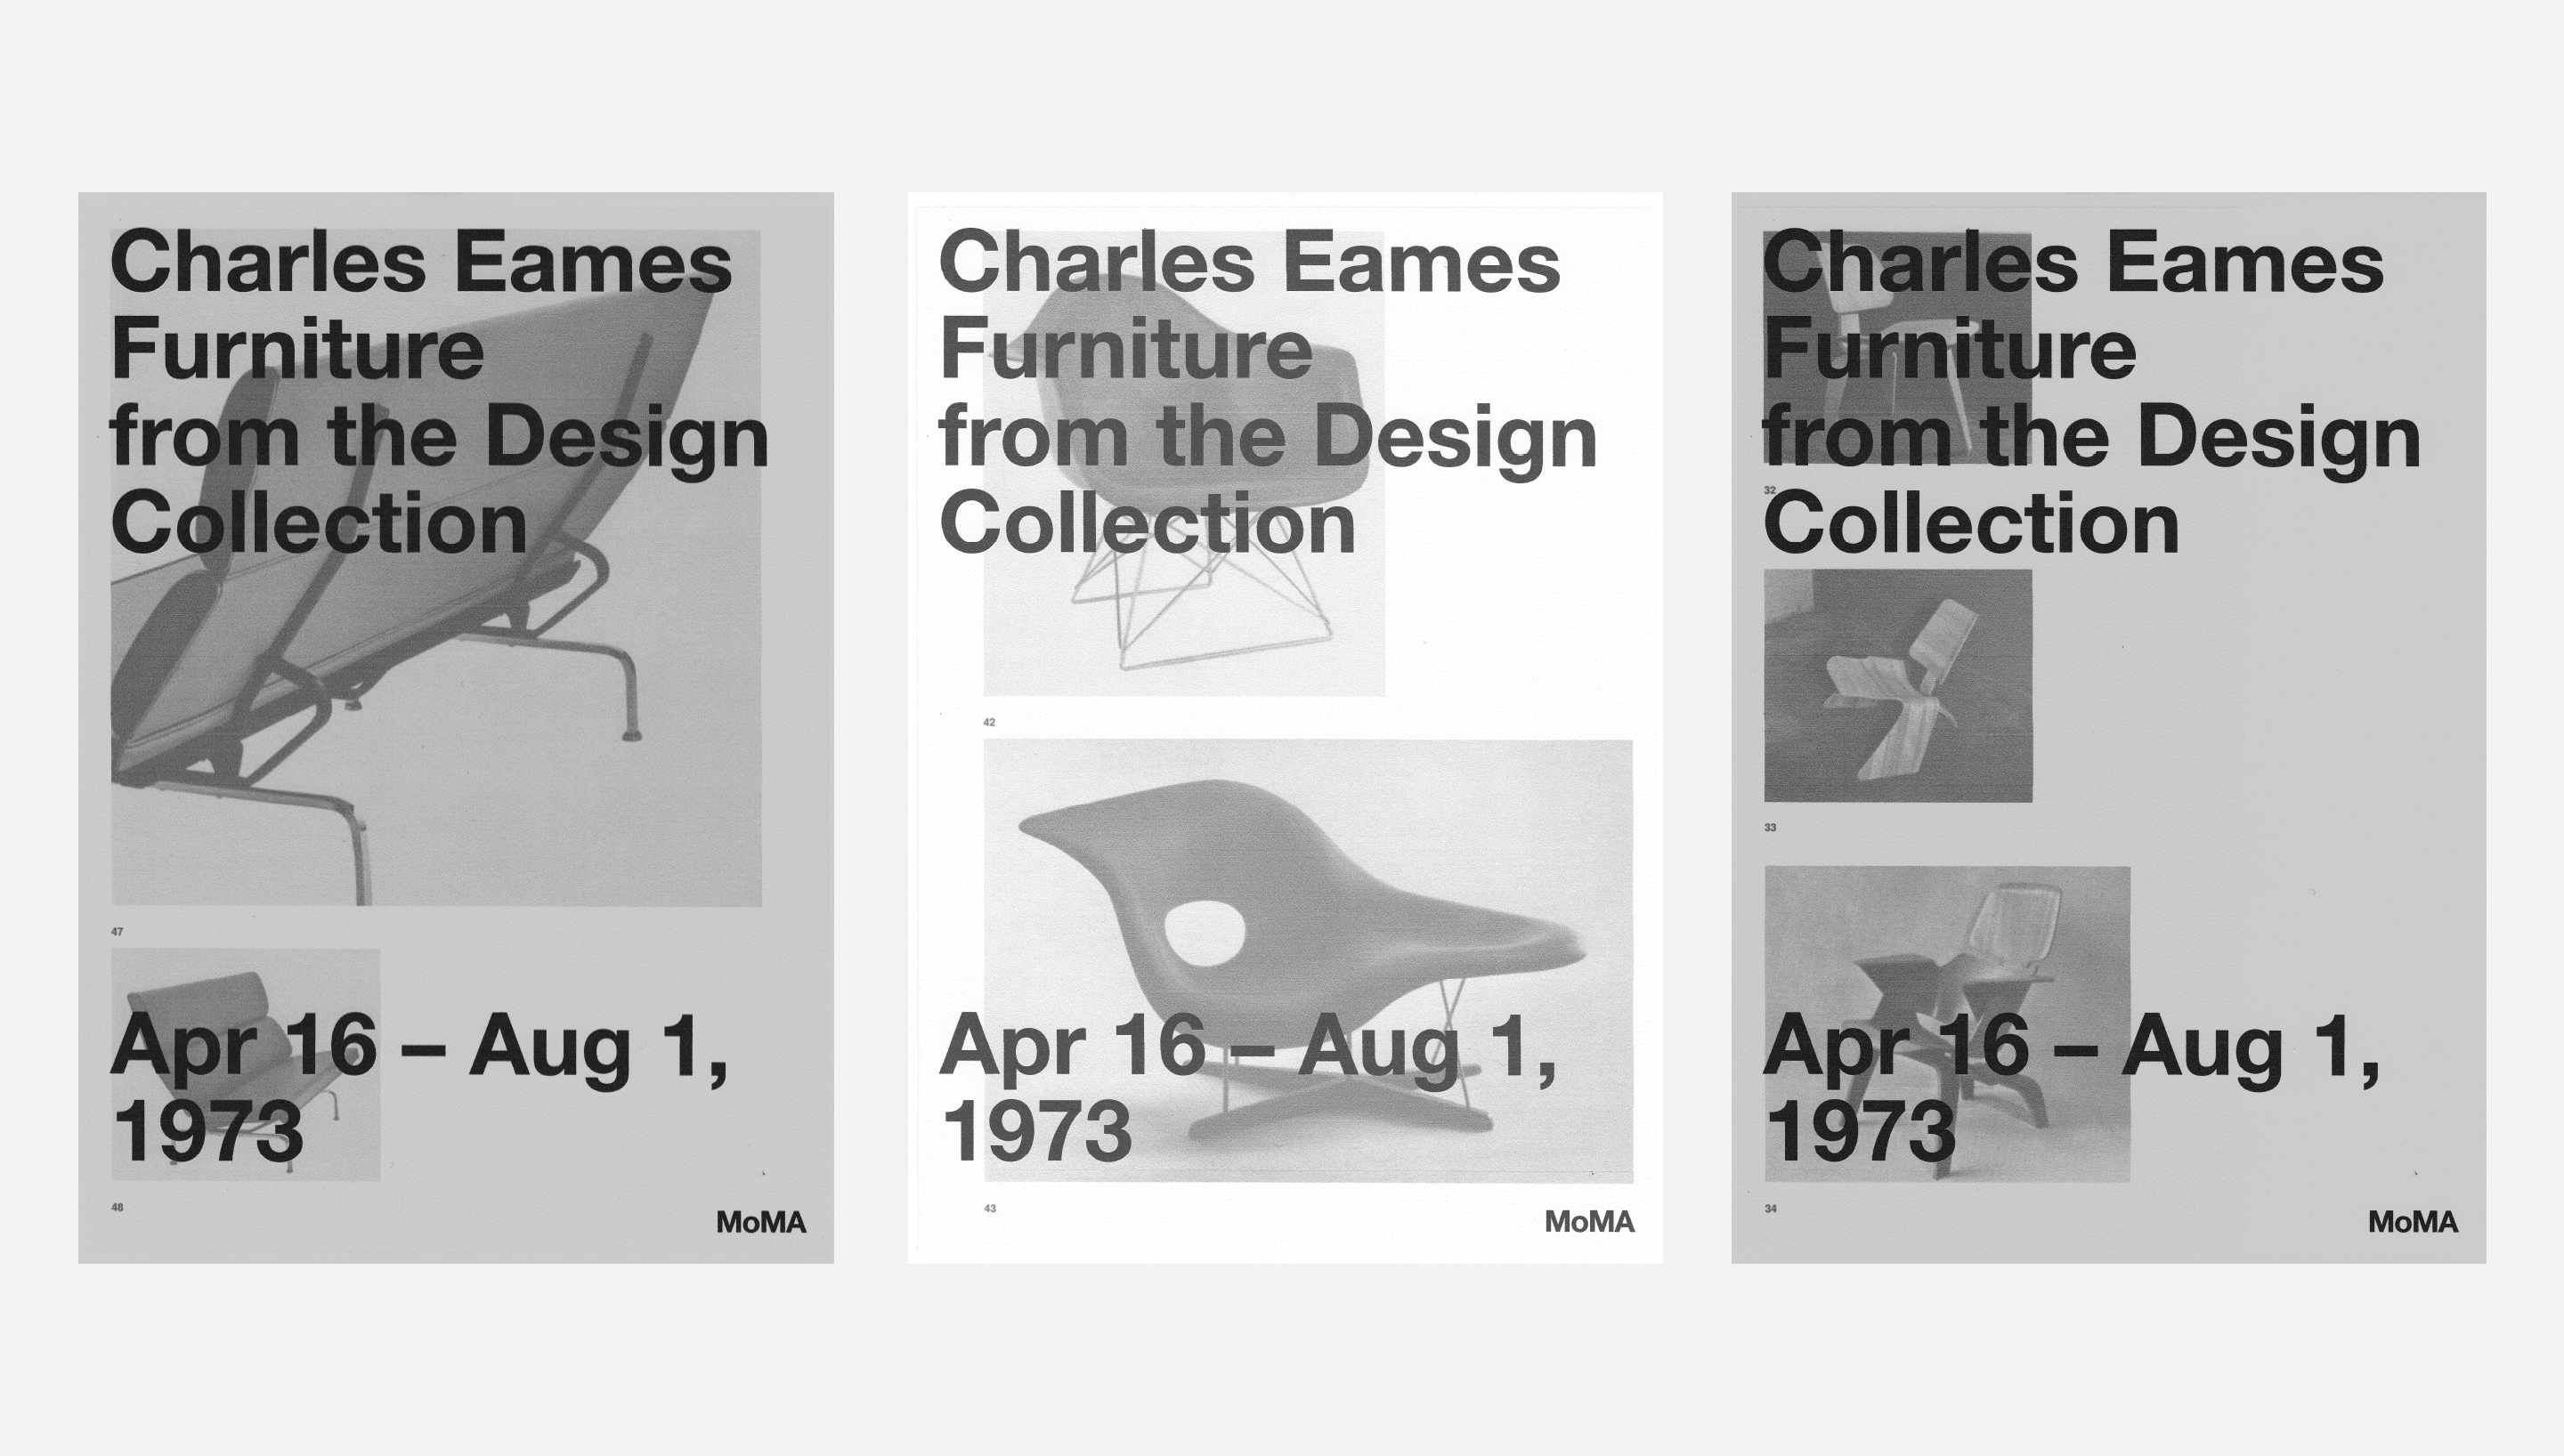 Charles Eames
Furniture
from the Design
Collection
47
Apr 16 – Aug 1,
1973
48
MoMA
Charles Eames
Furniture
from the Design
Collection
42
Apr 16 – Aug 1,
1973
43
MoMA
Charles Eames
Furniture
from the Design
32
Collection
33
Apr 16 – Aug 1,
1973
34
MoMA